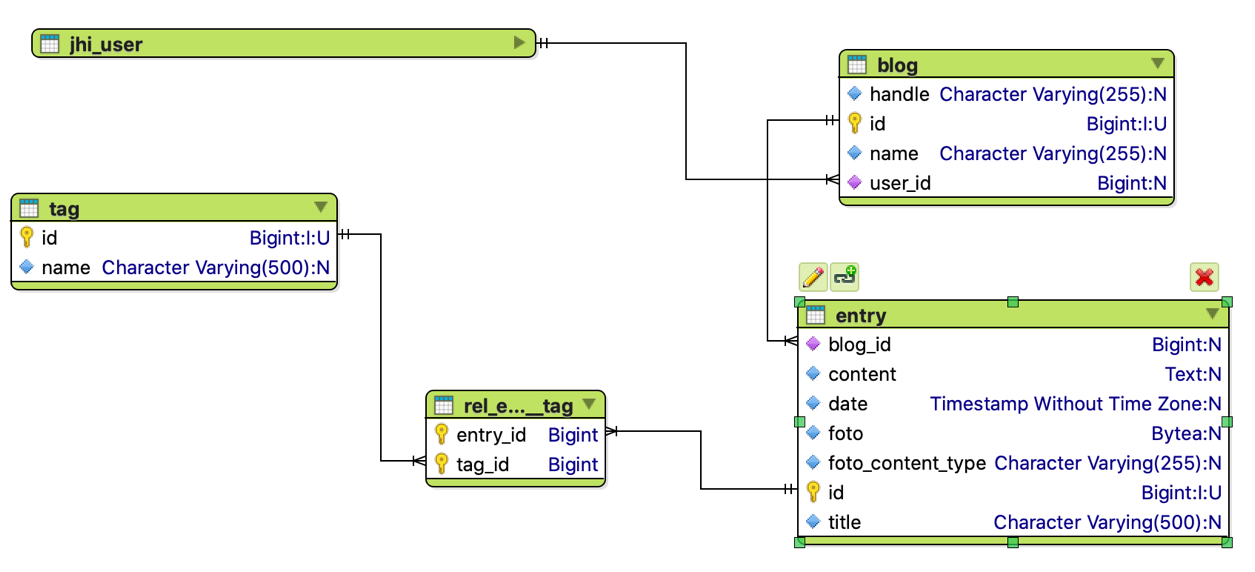 jhi_user
blog
handle Character Varying(255):N
id Bigint:I:U
name Character Varying(255):N
user_id Bigint:N
tag
id Bigint:I:U
name Character Varying(500):N
entry
blog_id Bigint:N
content Text:N
date Timestamp Without Time Zone:N
foto Bytea:N
foto_content_type Character Varying(255):N
id Bigint:I:U
title Character Varying(500):N
rel_e...__tag
entry_id Bigint
tag_id Bigint